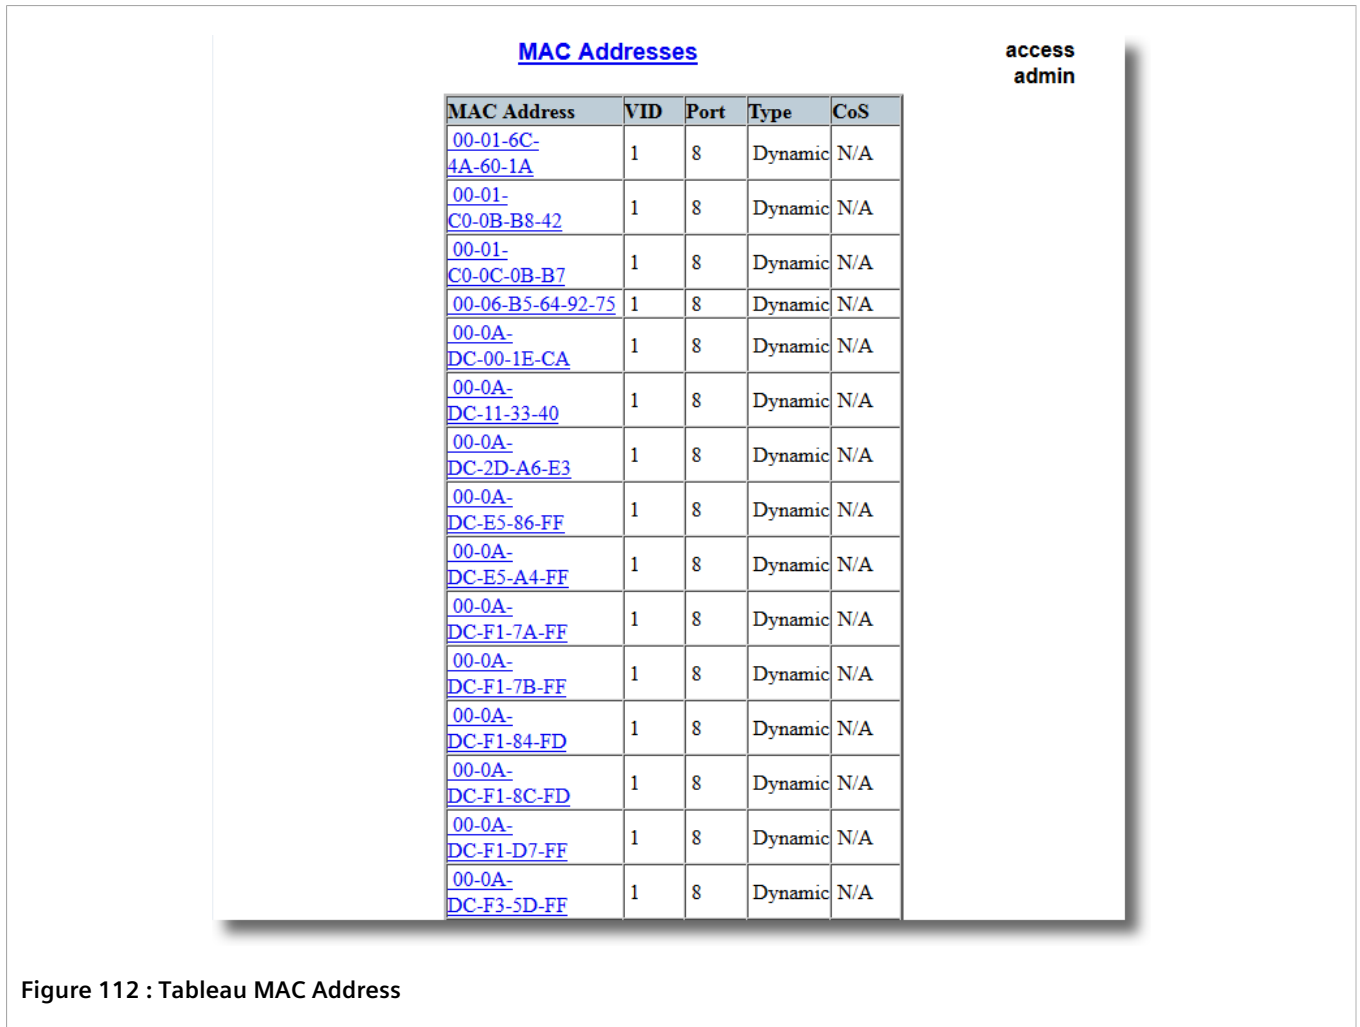 MAC Addresses
access
admin
MAC Address VID Port Type CoS
00-01-6C-
4A-60-1A 1 8 Dynamic N/A
00-01-
C0-0B-B8-42 1 8 Dynamic N/A
00-01-
C0-0C-0B-B7 1 8 Dynamic N/A
00-06-B5-64-92-75 1 8 Dynamic N/A
00-0A-
DC-00-1E-CA 1 8 Dynamic N/A
00-0A-
DC-11-33-40 1 8 Dynamic N/A
00-0A-
DC-2D-A6-E3 1 8 Dynamic N/A
00-0A-
DC-E5-86-FF 1 8 Dynamic N/A
00-0A-
DC-E5-A4-FF 1 8 Dynamic N/A
00-0A-
DC-F1-7A-FF 1 8 Dynamic N/A
00-0A-
DC-F1-7B-FF 1 8 Dynamic N/A
00-0A-
DC-F1-84-FD 1 8 Dynamic N/A
00-0A-
DC-F1-8C-FD 1 8 Dynamic N/A
00-0A-
DC-F1-D7-FF 1 8 Dynamic N/A
00-0A-
DC-F3-5D-FF 1 8 Dynamic N/A
Figure 112 : Tableau MAC Address